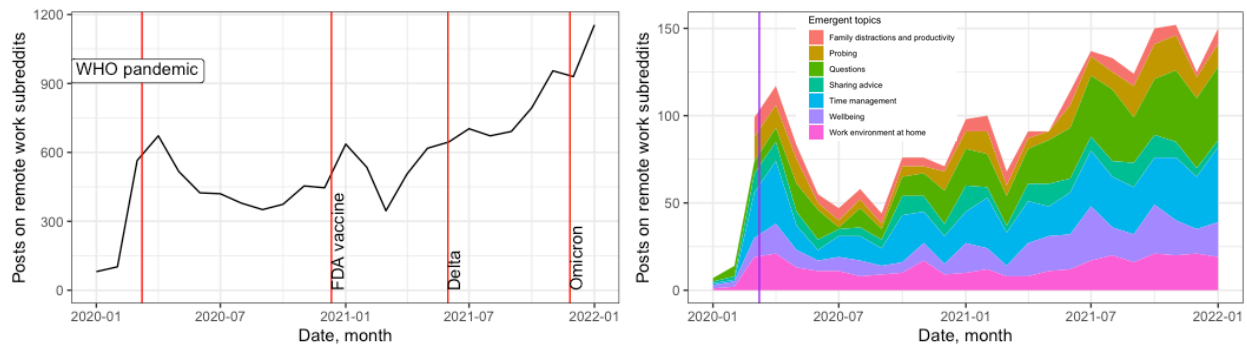 Posts on remote work subreddits
1200
900
600
300
0
WHO pandemic
FDA vaccine
Delta
Omicron
2020-01
2020-07
2021-01
2021-07
2022-01
Date, month
Posts on remote work subreddits
150
100
50
0
Emergent topics
Family distractions and productivity
Probing
Questions
Sharing advice
Time management
Wellbeing
Work environment at home
2020-01
2020-07
2021-01
2021-07
2022-01
Date, month